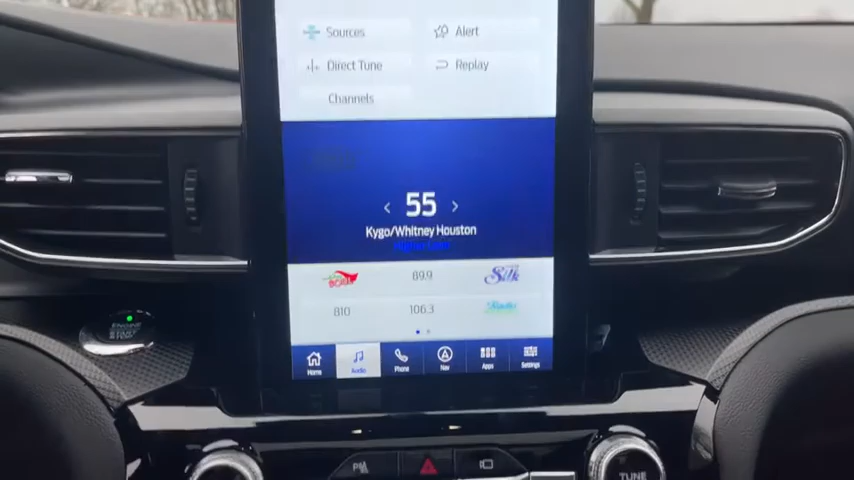 Sources
Alert
Direct Tune
Replay
Channels
< 55 >
Kygo/Whitney Houston
89.9
Silk
810
106.3
Home
Audio
Phone
Nav
Apps
Settings
ENGINE
START
STOP
TUNE